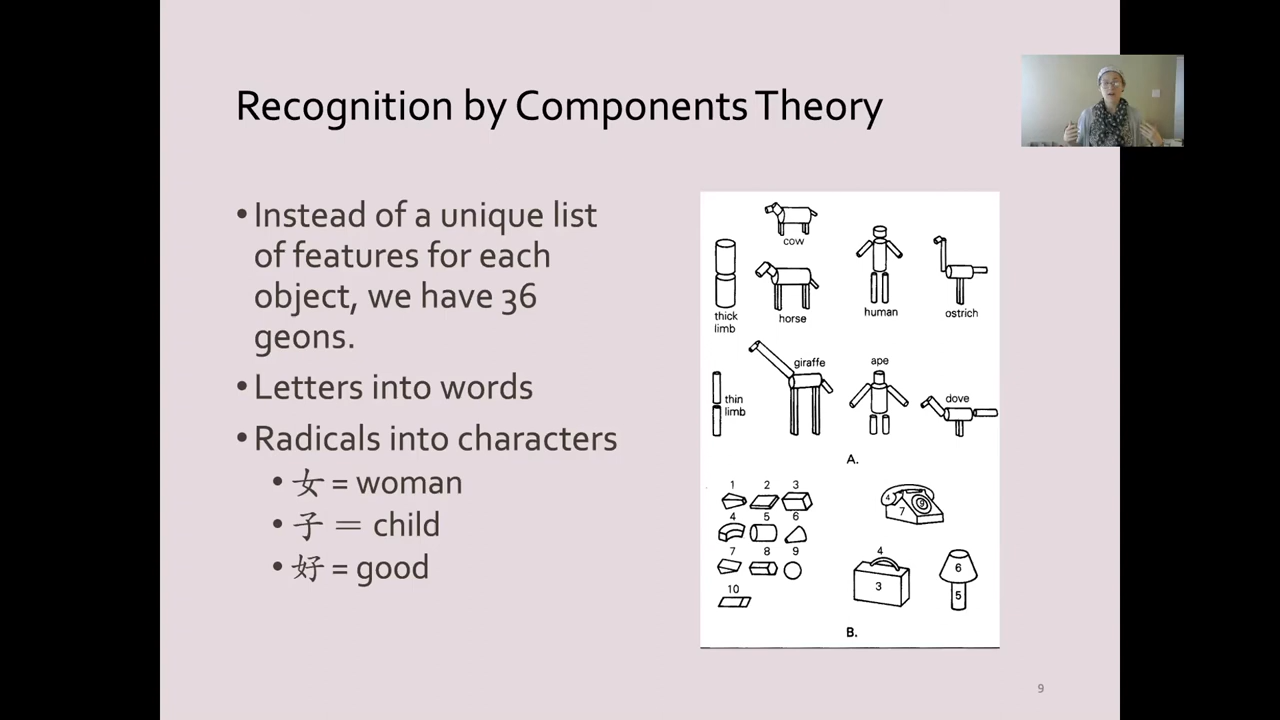 Recognition by Components Theory
•Instead of a unique list
of features for each
object, we have 36
geons.
•Letters into words
•Radicals into characters
• 女 = woman
• 子 ＝ child
• 好 = good
cow
thick
limb
horse
human
ostrich
giraffe
ape
thin
limb
dove
A.
1 2 3
4 5 6
7 8 9
10
4
7
4
3
6
5
B.
9